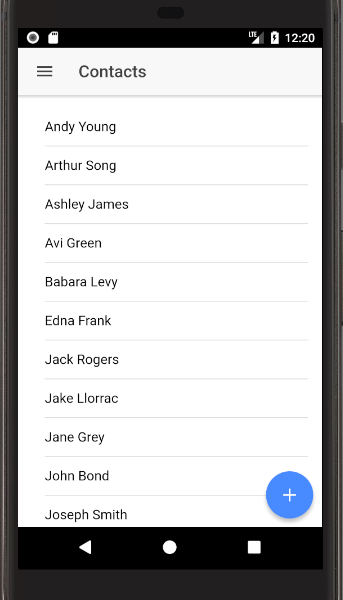 LTE 12:20
Contacts
Andy Young
Arthur Song
Ashley James
Avi Green
Babara Levy
Edna Frank
Jack Rogers
Jake Llorrac
Jane Grey
John Bond
Joseph Smith